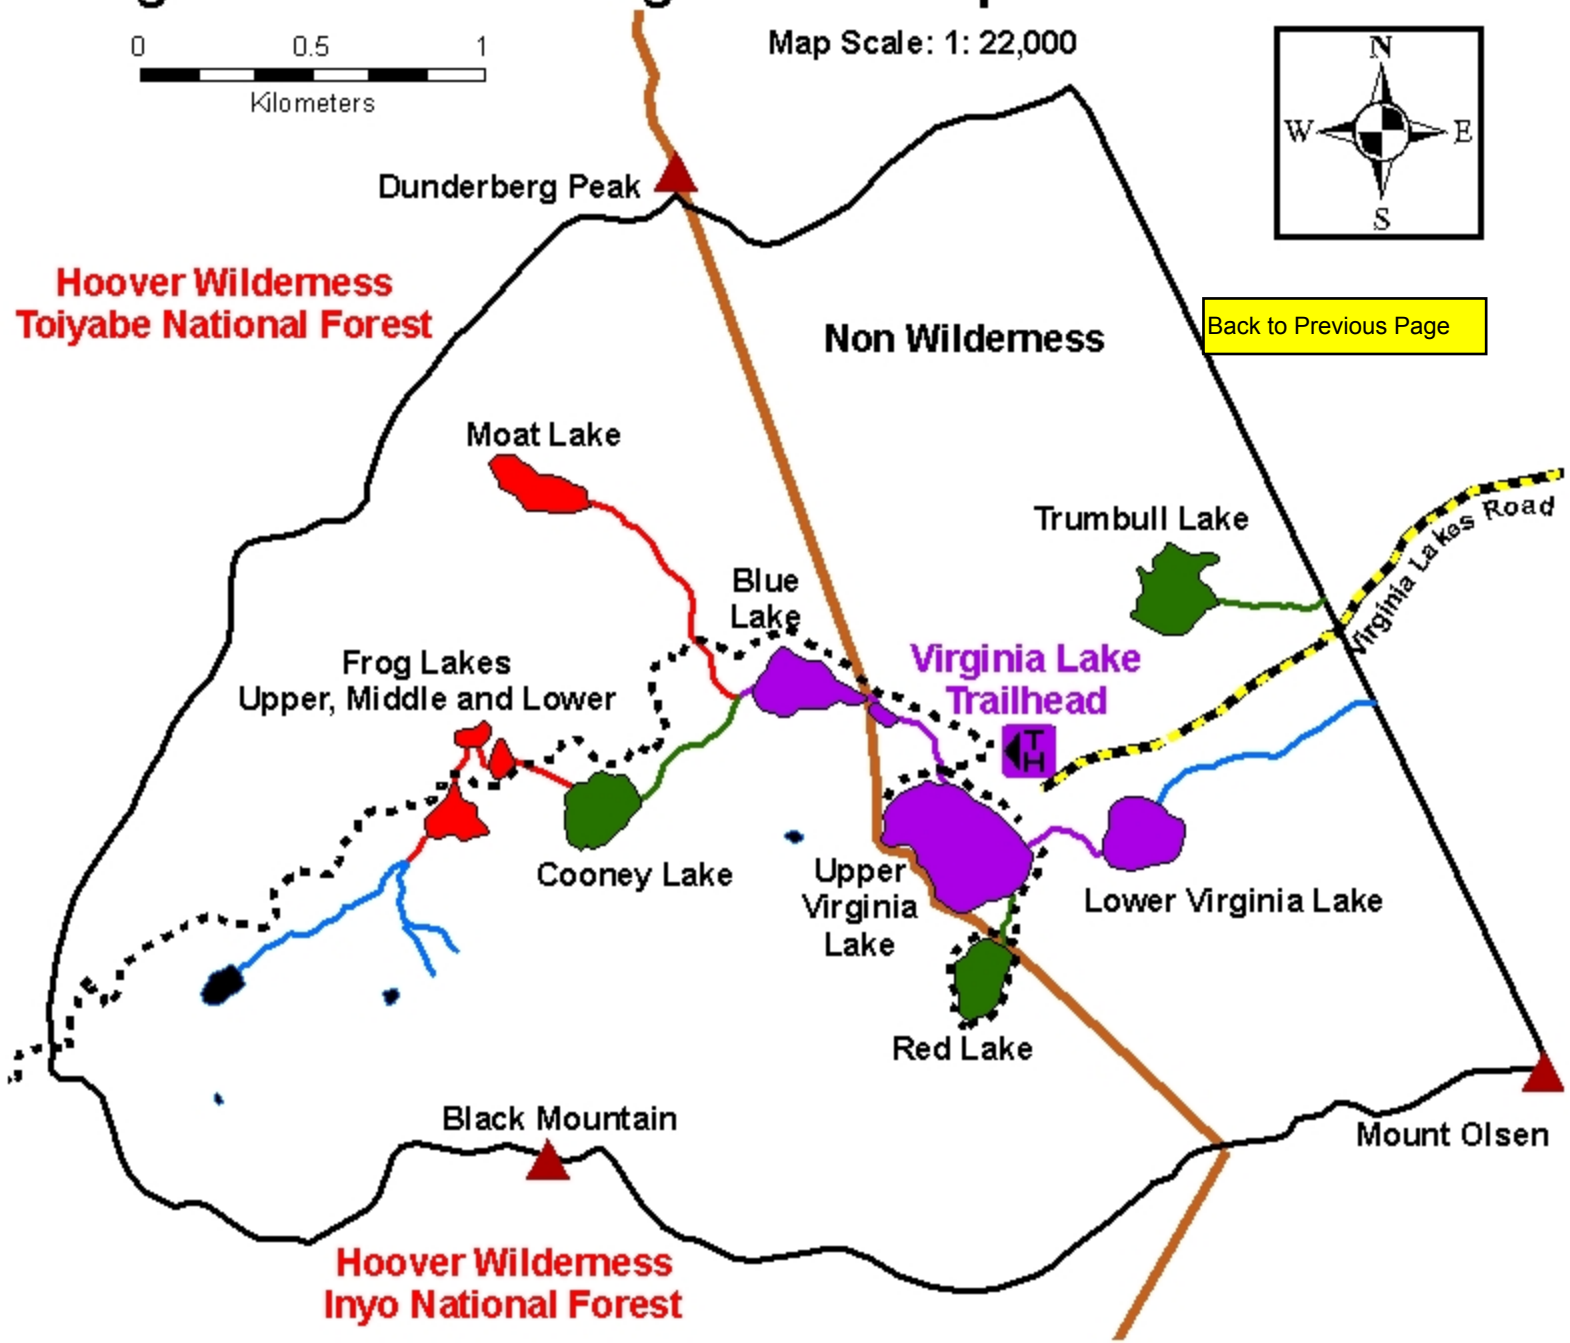 0 0.5 1
Kilometers
Map Scale: 1: 22,000
N
W E
S
Dunderberg Peak
Hoover Wilderness
Toiyabe National Forest
Back to Previous Page
Non Wilderness
Moat Lake
Trumbull Lake
Virginia Lakes Road
Blue
Lake
Virginia Lake
Trailhead
TH
Frog Lakes
Upper, Middle and Lower
Cooney Lake
Upper
Virginia
Lake
Lower Virginia Lake
Red Lake
Black Mountain
Mount Olsen
Hoover Wilderness
Inyo National Forest